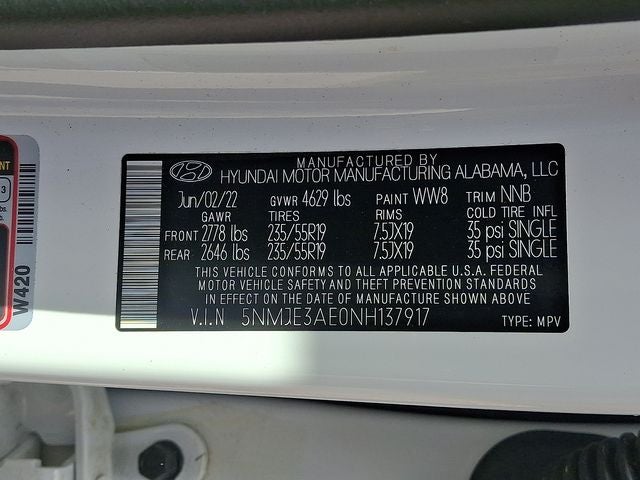 MANUFACTURED BY
HYUNDAI MOTOR MANUFACTURING ALABAMA, LLC
Jun/02/22 GVWR 4629 lbs PAINT WW8 TRIM NNB
GAWR TIRES RIMS COLD TIRE INFL
FRONT 2778 lbs 235/55R19 7.5JX19 35 psi SINGLE
REAR 2646 lbs 235/55R19 7.5JX19 35 psi SINGLE
THIS VEHICLE CONFORMS TO ALL APPLICABLE U.S.A. FEDERAL
MOTOR VEHICLE SAFETY AND THEFT PREVENTION STANDARDS
IN EFFECT ON THE DATE OF MANUFACTURE SHOWN ABOVE
V.I.N 5NMJE3AE0NH137917 TYPE: MPV
W420